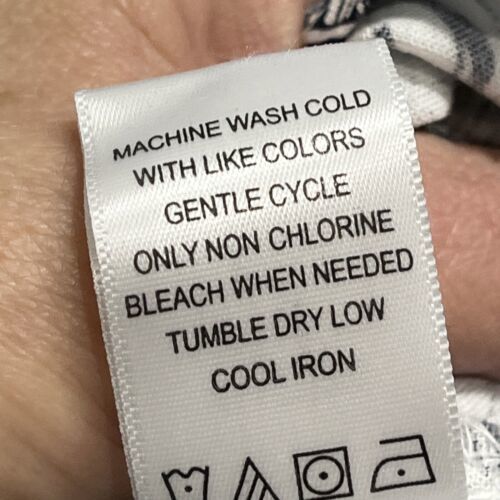 MACHINE WASH COLD
WITH LIKE COLORS
GENTLE CYCLE
ONLY NON CHLORINE
BLEACH WHEN NEEDED
TUMBLE DRY LOW
COOL IRON